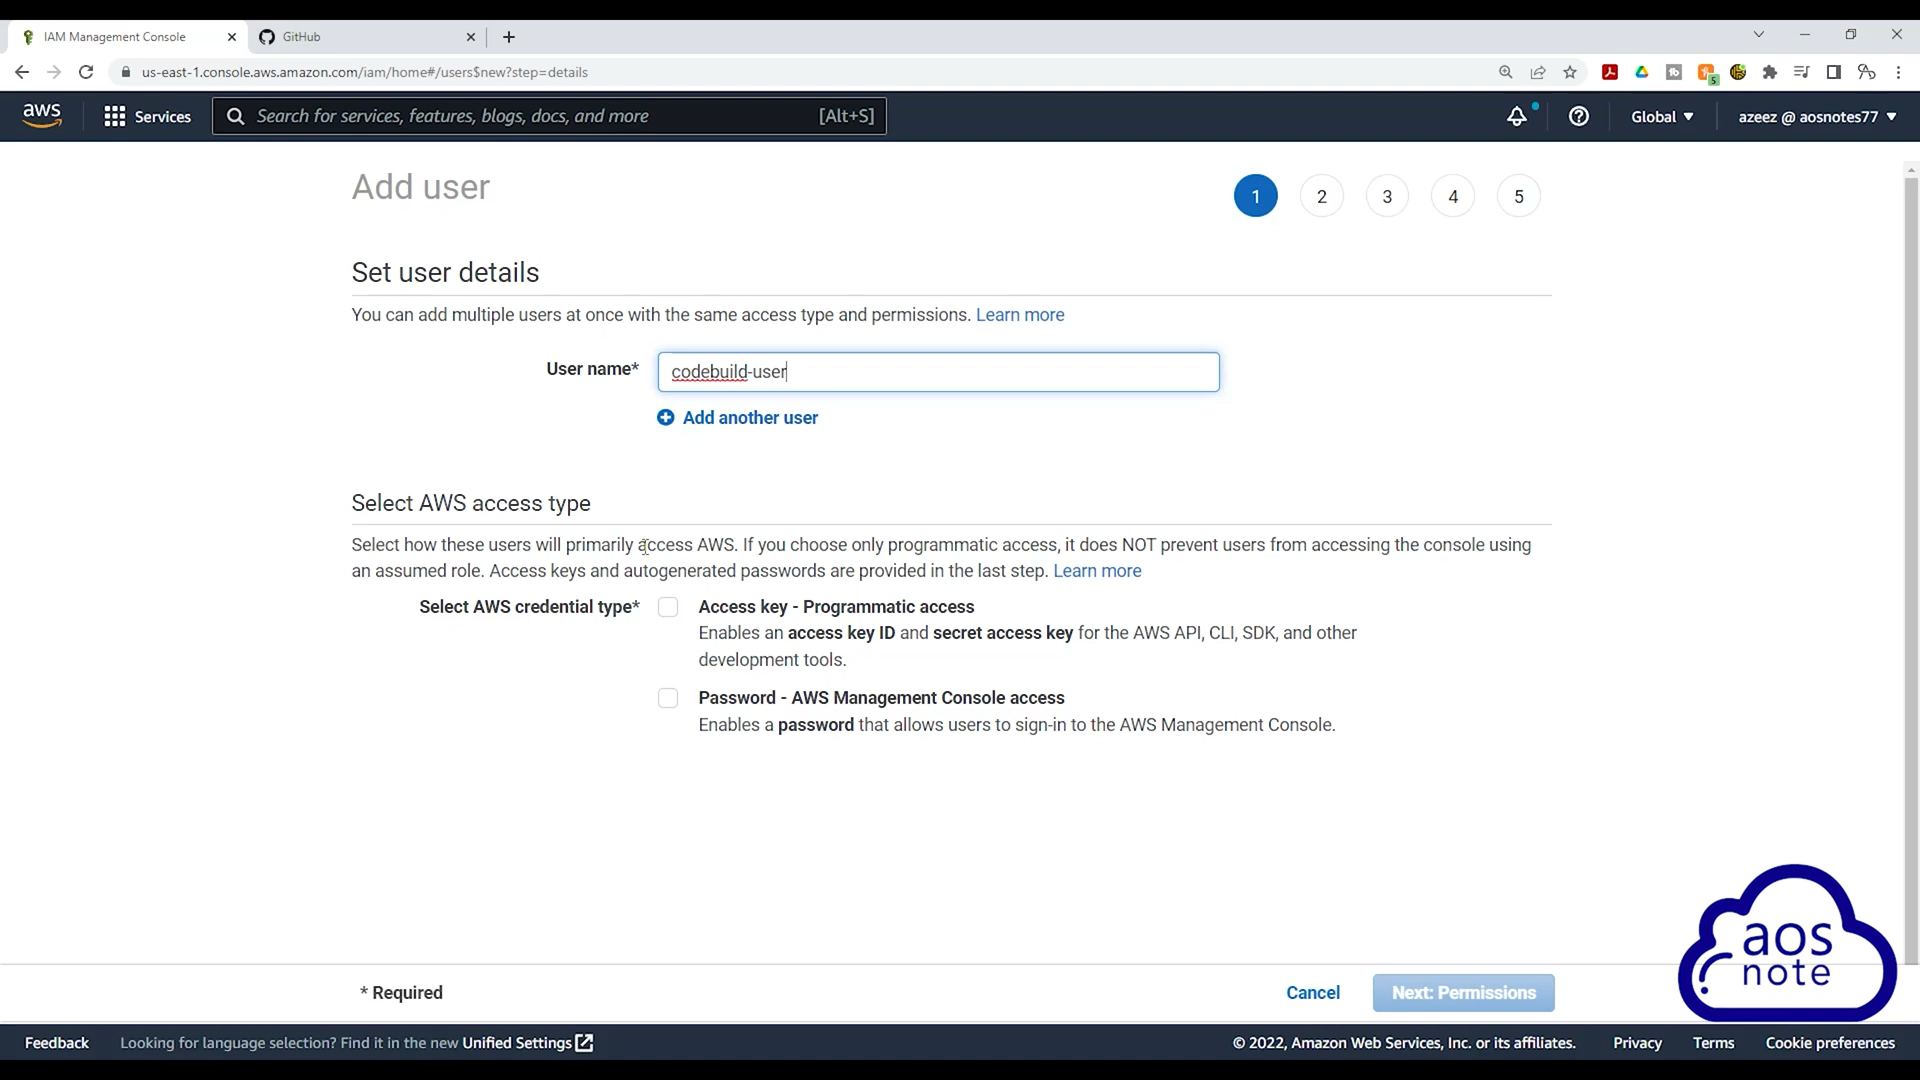 IAM Management Console
GitHub
us-east-1.console.aws.amazon.com/iam/home#/users$new?step=details
5
aws
Services
Search for services, features, blogs, docs, and more
[Alt+S]
Global
azeez @ aosnotes77
Add user
1
2
3
4
5
Set user details
You can add multiple users at once with the same access type and permissions. Learn more
User name*
codebuild-user
Add another user
Select AWS access type
Select how these users will primarily access AWS. If you choose only programmatic access, it does NOT prevent users from accessing the console using
an assumed role. Access keys and autogenerated passwords are provided in the last step. Learn more
Select AWS credential type*
Access key - Programmatic access
Enables an access key ID and secret access key for the AWS API, CLI, SDK, and other
development tools.
Password - AWS Management Console access
Enables a password that allows users to sign-in to the AWS Management Console.
aos
note
* Required
Cancel
Next: Permissions
Feedback
Looking for language selection? Find it in the new Unified Settings
© 2022, Amazon Web Services, Inc. or its affiliates.
Privacy
Terms
Cookie preferences